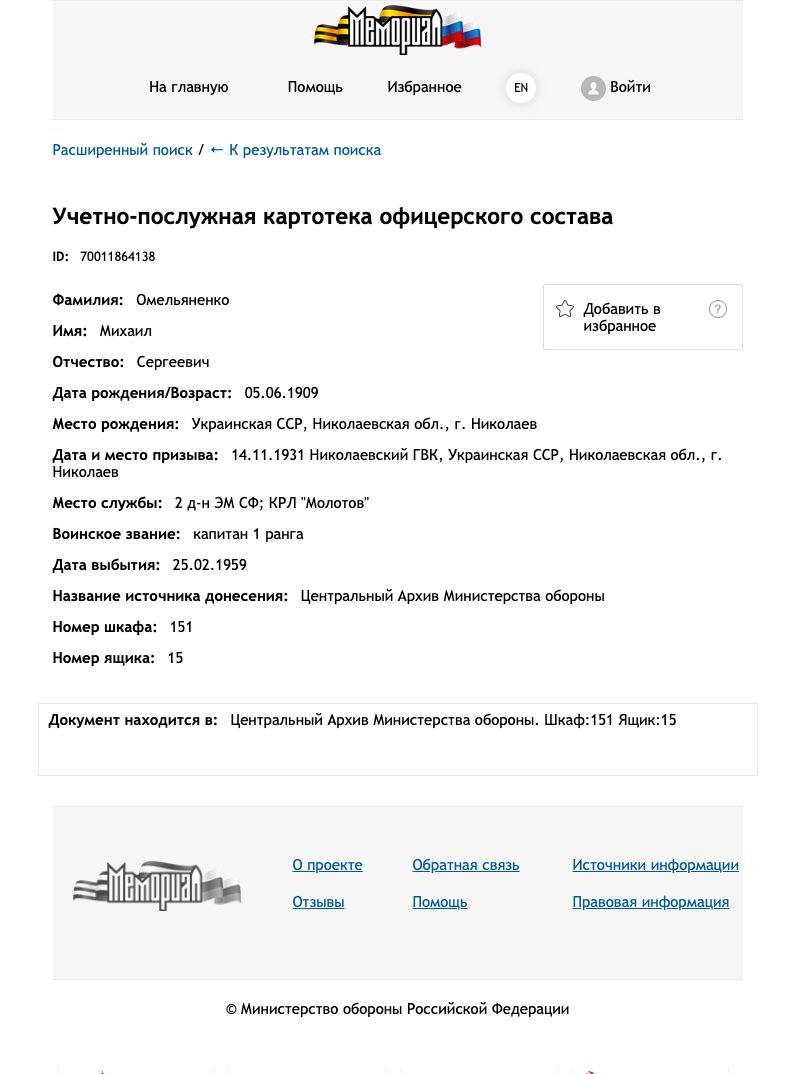 Мемориал
На главную Помощь Избранное EN Войти
Расширенный поиск / ← К результатам поиска
Учетно-послужная картотека офицерского состава
ID: 70011864138
Фамилия: Омельяненко
Добавить в
избранное
?
Имя: Михаил
Отчество: Сергеевич
Дата рождения/Возраст: 05.06.1909
Место рождения: Украинская ССР, Николаевская обл., г. Николаев
Дата и место призыва: 14.11.1931 Николаевский ГВК, Украинская ССР, Николаевская обл., г.
Николаев
Место службы: 2 д-н ЭМ СФ; КРЛ "Молотов"
Воинское звание: капитан 1 ранга
Дата выбытия: 25.02.1959
Название источника донесения: Центральный Архив Министерства обороны
Номер шкафа: 151
Номер ящика: 15
Документ находится в: Центральный Архив Министерства обороны. Шкаф:151 Ящик:15
Мемориал
О проекте Обратная связь Источники информации
Отзывы Помощь Правовая информация
© Министерство обороны Российской Федерации